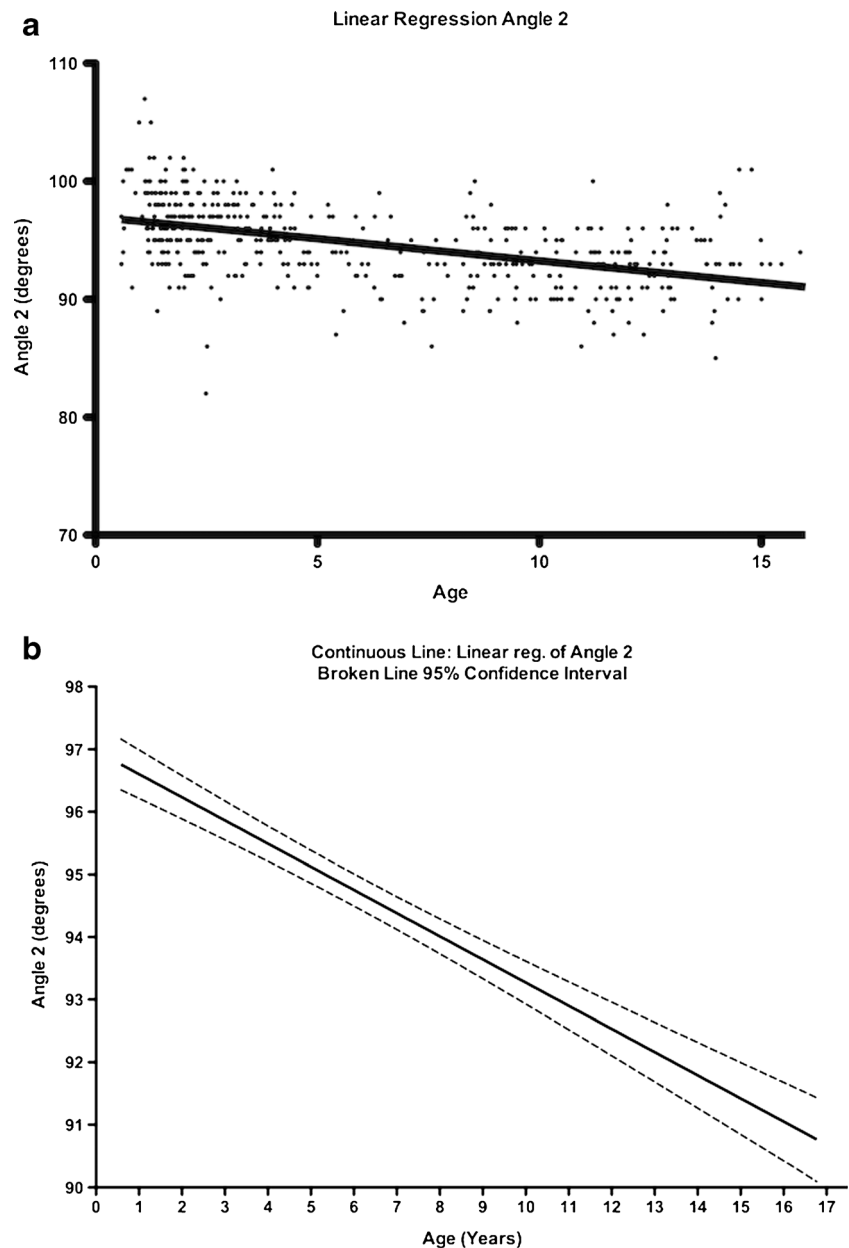 a
Linear Regression Angle 2
110
100
90
80
70
Angle 2 (degrees)
0 5 10 15
Age
b
Continuous Line: Linear reg. of Angle 2
Broken Line 95% Confidence Interval
98
97
96
95
94
93
92
91
90
Angle 2 (degrees)
0 1 2 3 4 5 6 7 8 9 10 11 12 13 14 15 16 17
Age (Years)